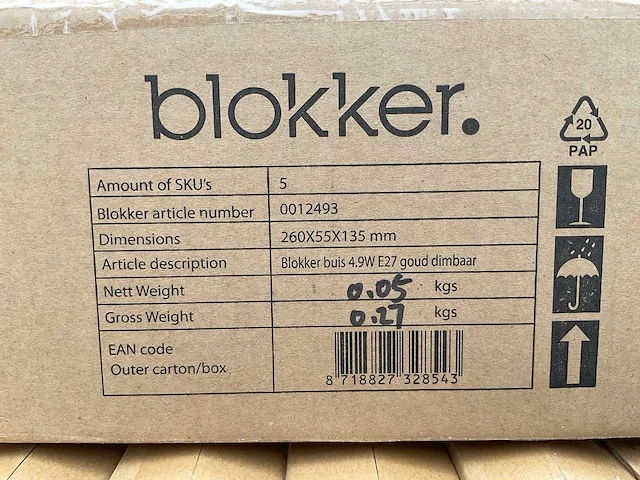 blokker.
20
PAP
Amount of SKU's 5
Blokker article number 0012493
Dimensions 260X55X135 mm
Article description Blokker buis 4.9W E27 goud dimbaar
Nett Weight 0.05 kgs
Gross Weight 0.27 kgs
EAN code
Outer carton/box
8 718827 328543